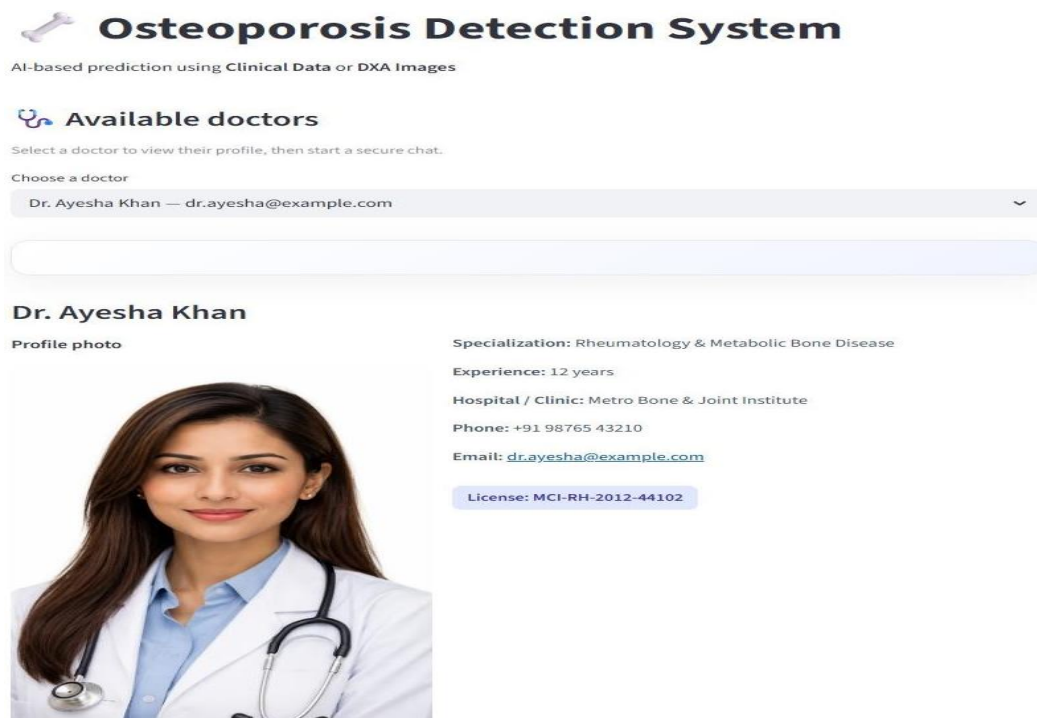 Osteoporosis Detection System
AI-based prediction using Clinical Data or DXA Images
Available doctors
Select a doctor to view their profile, then start a secure chat.
Choose a doctor
Dr. Ayesha Khan — dr.ayesha@example.com
Dr. Ayesha Khan
Profile photo
Specialization: Rheumatology & Metabolic Bone Disease
Experience: 12 years
Hospital / Clinic: Metro Bone & Joint Institute
Phone: +91 98765 43210
Email: dr.ayesha@example.com
License: MCI-RH-2012-44102